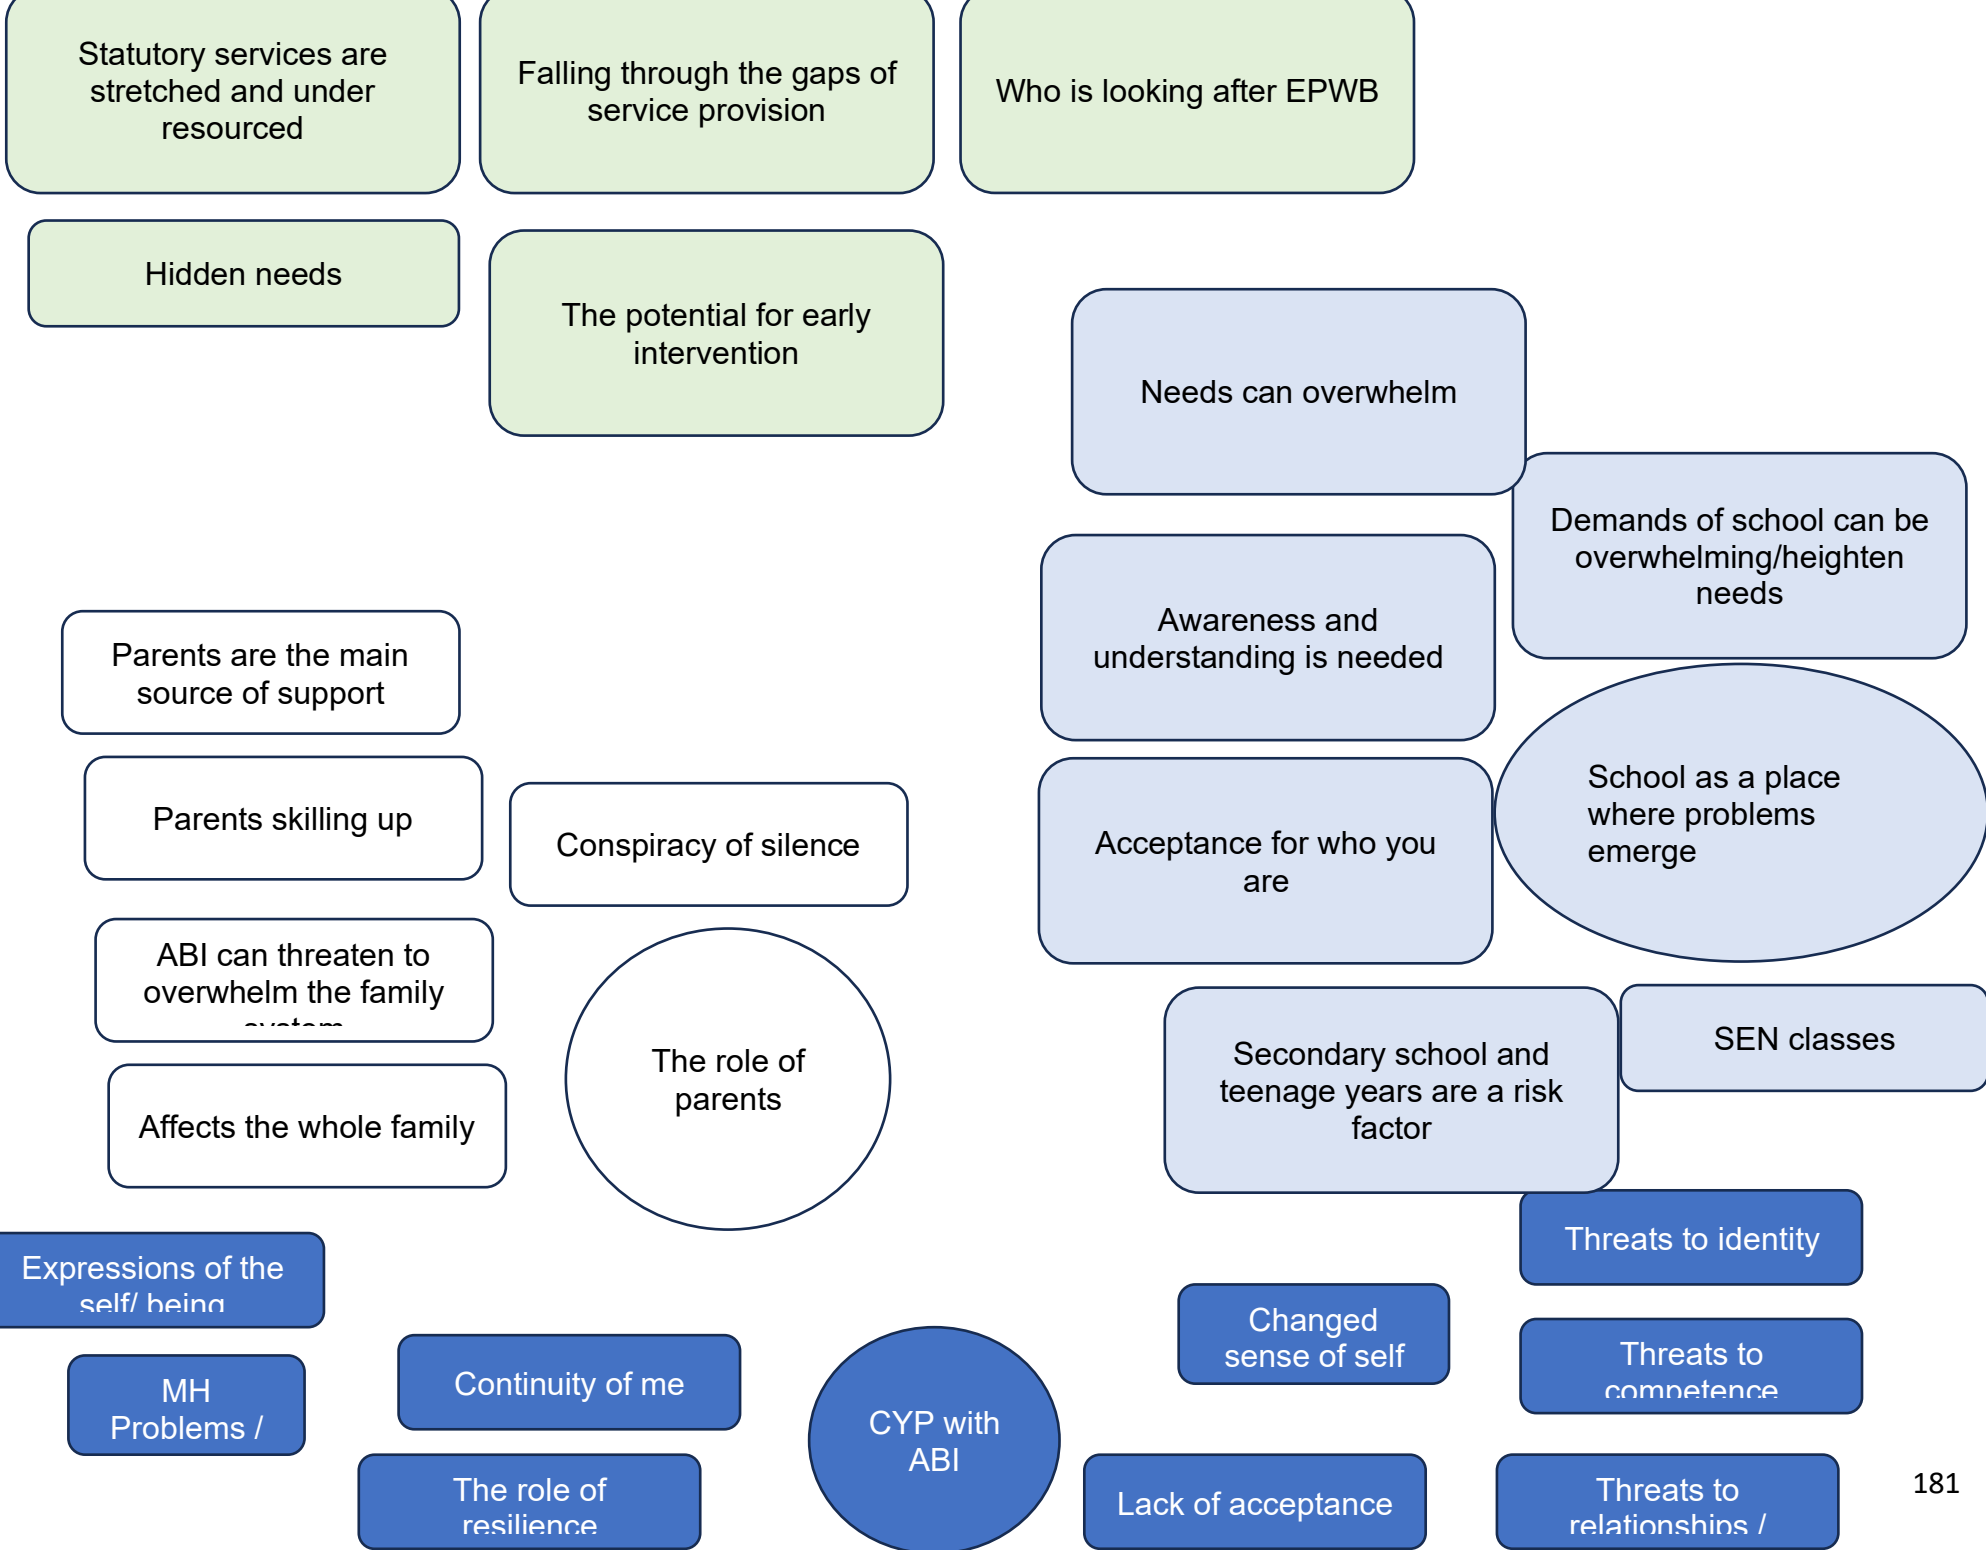 Statutory services are
stretched and under
resourced
Falling through the gaps of
service provision
Who is looking after EPWB
Hidden needs
The potential for early
intervention
Needs can overwhelm
Demands of school can be
overwhelming/heighten
needs
Awareness and
understanding is needed
Parents are the main
source of support
School as a place
where problems
emerge
Parents skilling up
Conspiracy of silence
Acceptance for who you
are
ABI can threaten to
overwhelm the family
system
The role of
parents
Secondary school and
teenage years are a risk
factor
SEN classes
Affects the whole family
Threats to identity
Expressions of the
self/ being
Changed
sense of self
Threats to
competence
MH
Problems /
Continuity of me
CYP with
ABI
The role of
resilience
Lack of acceptance
Threats to
relationships /
181